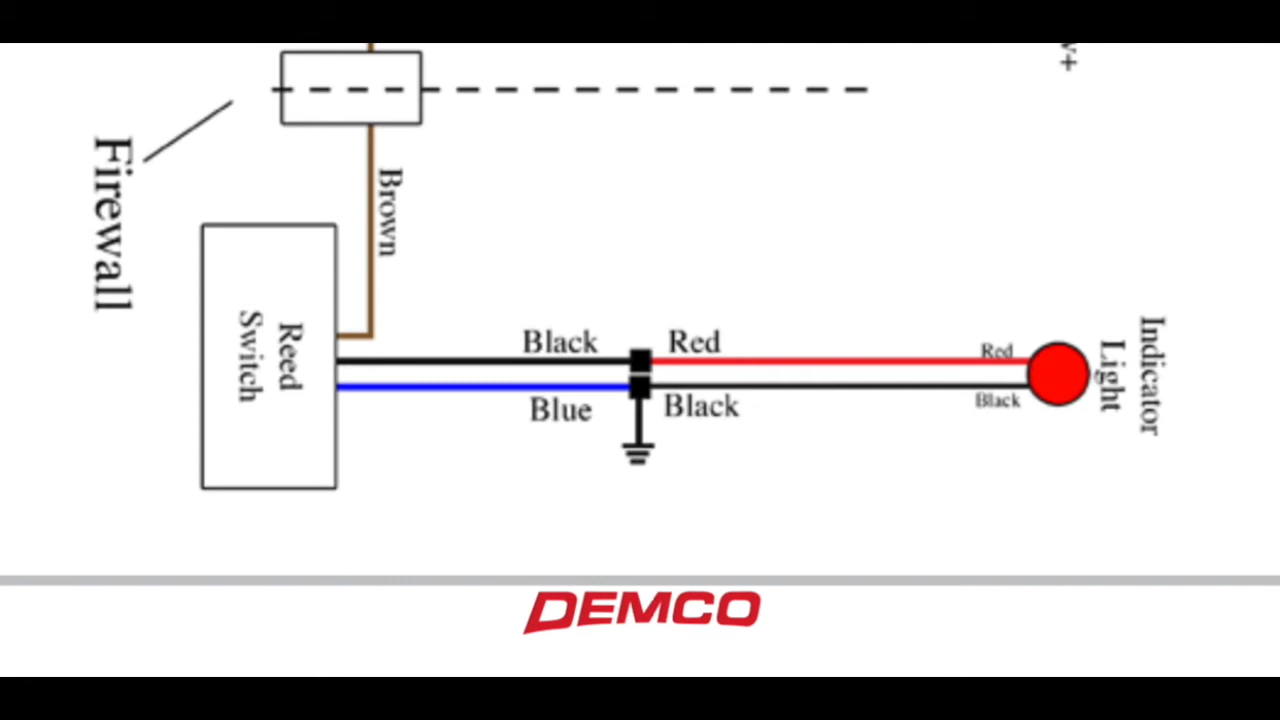 v+
Firewall
Brown
Reed
Switch
Black
Red
Blue
Black
Red
Black
Indicator
Light
DEMCO